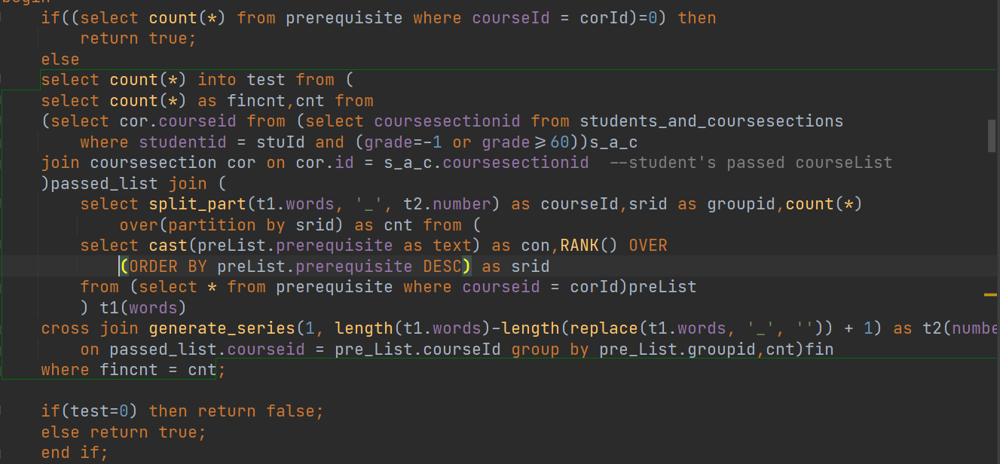 begin
if((select count(*) from prerequisite where courseId = corId)=0) then
return true;
else
select count(*) into test from (
select count(*) as fincnt,cnt from
(select cor.courseid from (select coursesectionid from students_and_coursesections
where studentid = stuId and (grade=-1 or grade>=60))s_a_c
join coursesection cor on cor.id = s_a_c.coursesectionid --student's passed courseList
)passed_list join (
select split_part(t1.words, '_', t2.number) as courseId,srid as groupid,count(*)
over(partition by srid) as cnt from (
select cast(preList.prerequisite as text) as con,RANK() OVER
(ORDER BY preList.prerequisite DESC) as srid
from (select * from prerequisite where courseid = corId)preList
) t1(words)
cross join generate_series(1, length(t1.words)-length(replace(t1.words, '_', '')) + 1) as t2(numbe
on passed_list.courseid = pre_List.courseId group by pre_List.groupid,cnt)fin
where fincnt = cnt;
if(test=0) then return false;
else return true;
end if;